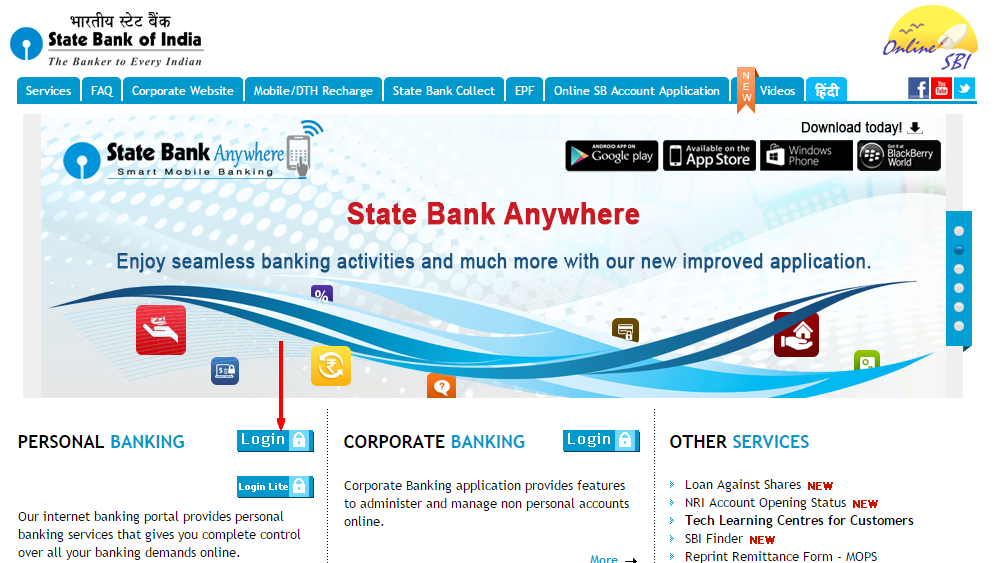 भारतीय स्टेट बैंक
State Bank of India
The Banker to Every Indian
Online
SBI
Services
FAQ
Corporate Website
Mobile/DTH Recharge
State Bank Collect
EPF
Online SB Account Application
NEW
Videos
हिंदी
f
You
Tube
Download today!
State Bank Anywhere
Smart Mobile Banking
ANDROID APP ON
Google play
Available on the
App Store
Windows
Phone
Get it at
BlackBerry
World
State Bank Anywhere
Enjoy seamless banking activities and much more with our new improved application.
%
$
₹
?
PERSONAL BANKING
Login
Login Lite
Our internet banking portal provides personal
banking services that gives you complete control
over all your banking demands online.
CORPORATE BANKING
Login
Corporate Banking application provides features
to administer and manage non personal accounts
online.
More
OTHER SERVICES
Loan Against Shares NEW
NRI Account Opening Status NEW
Tech Learning Centres for Customers
SBI Finder NEW
Reprint Remittance Form - MOPS